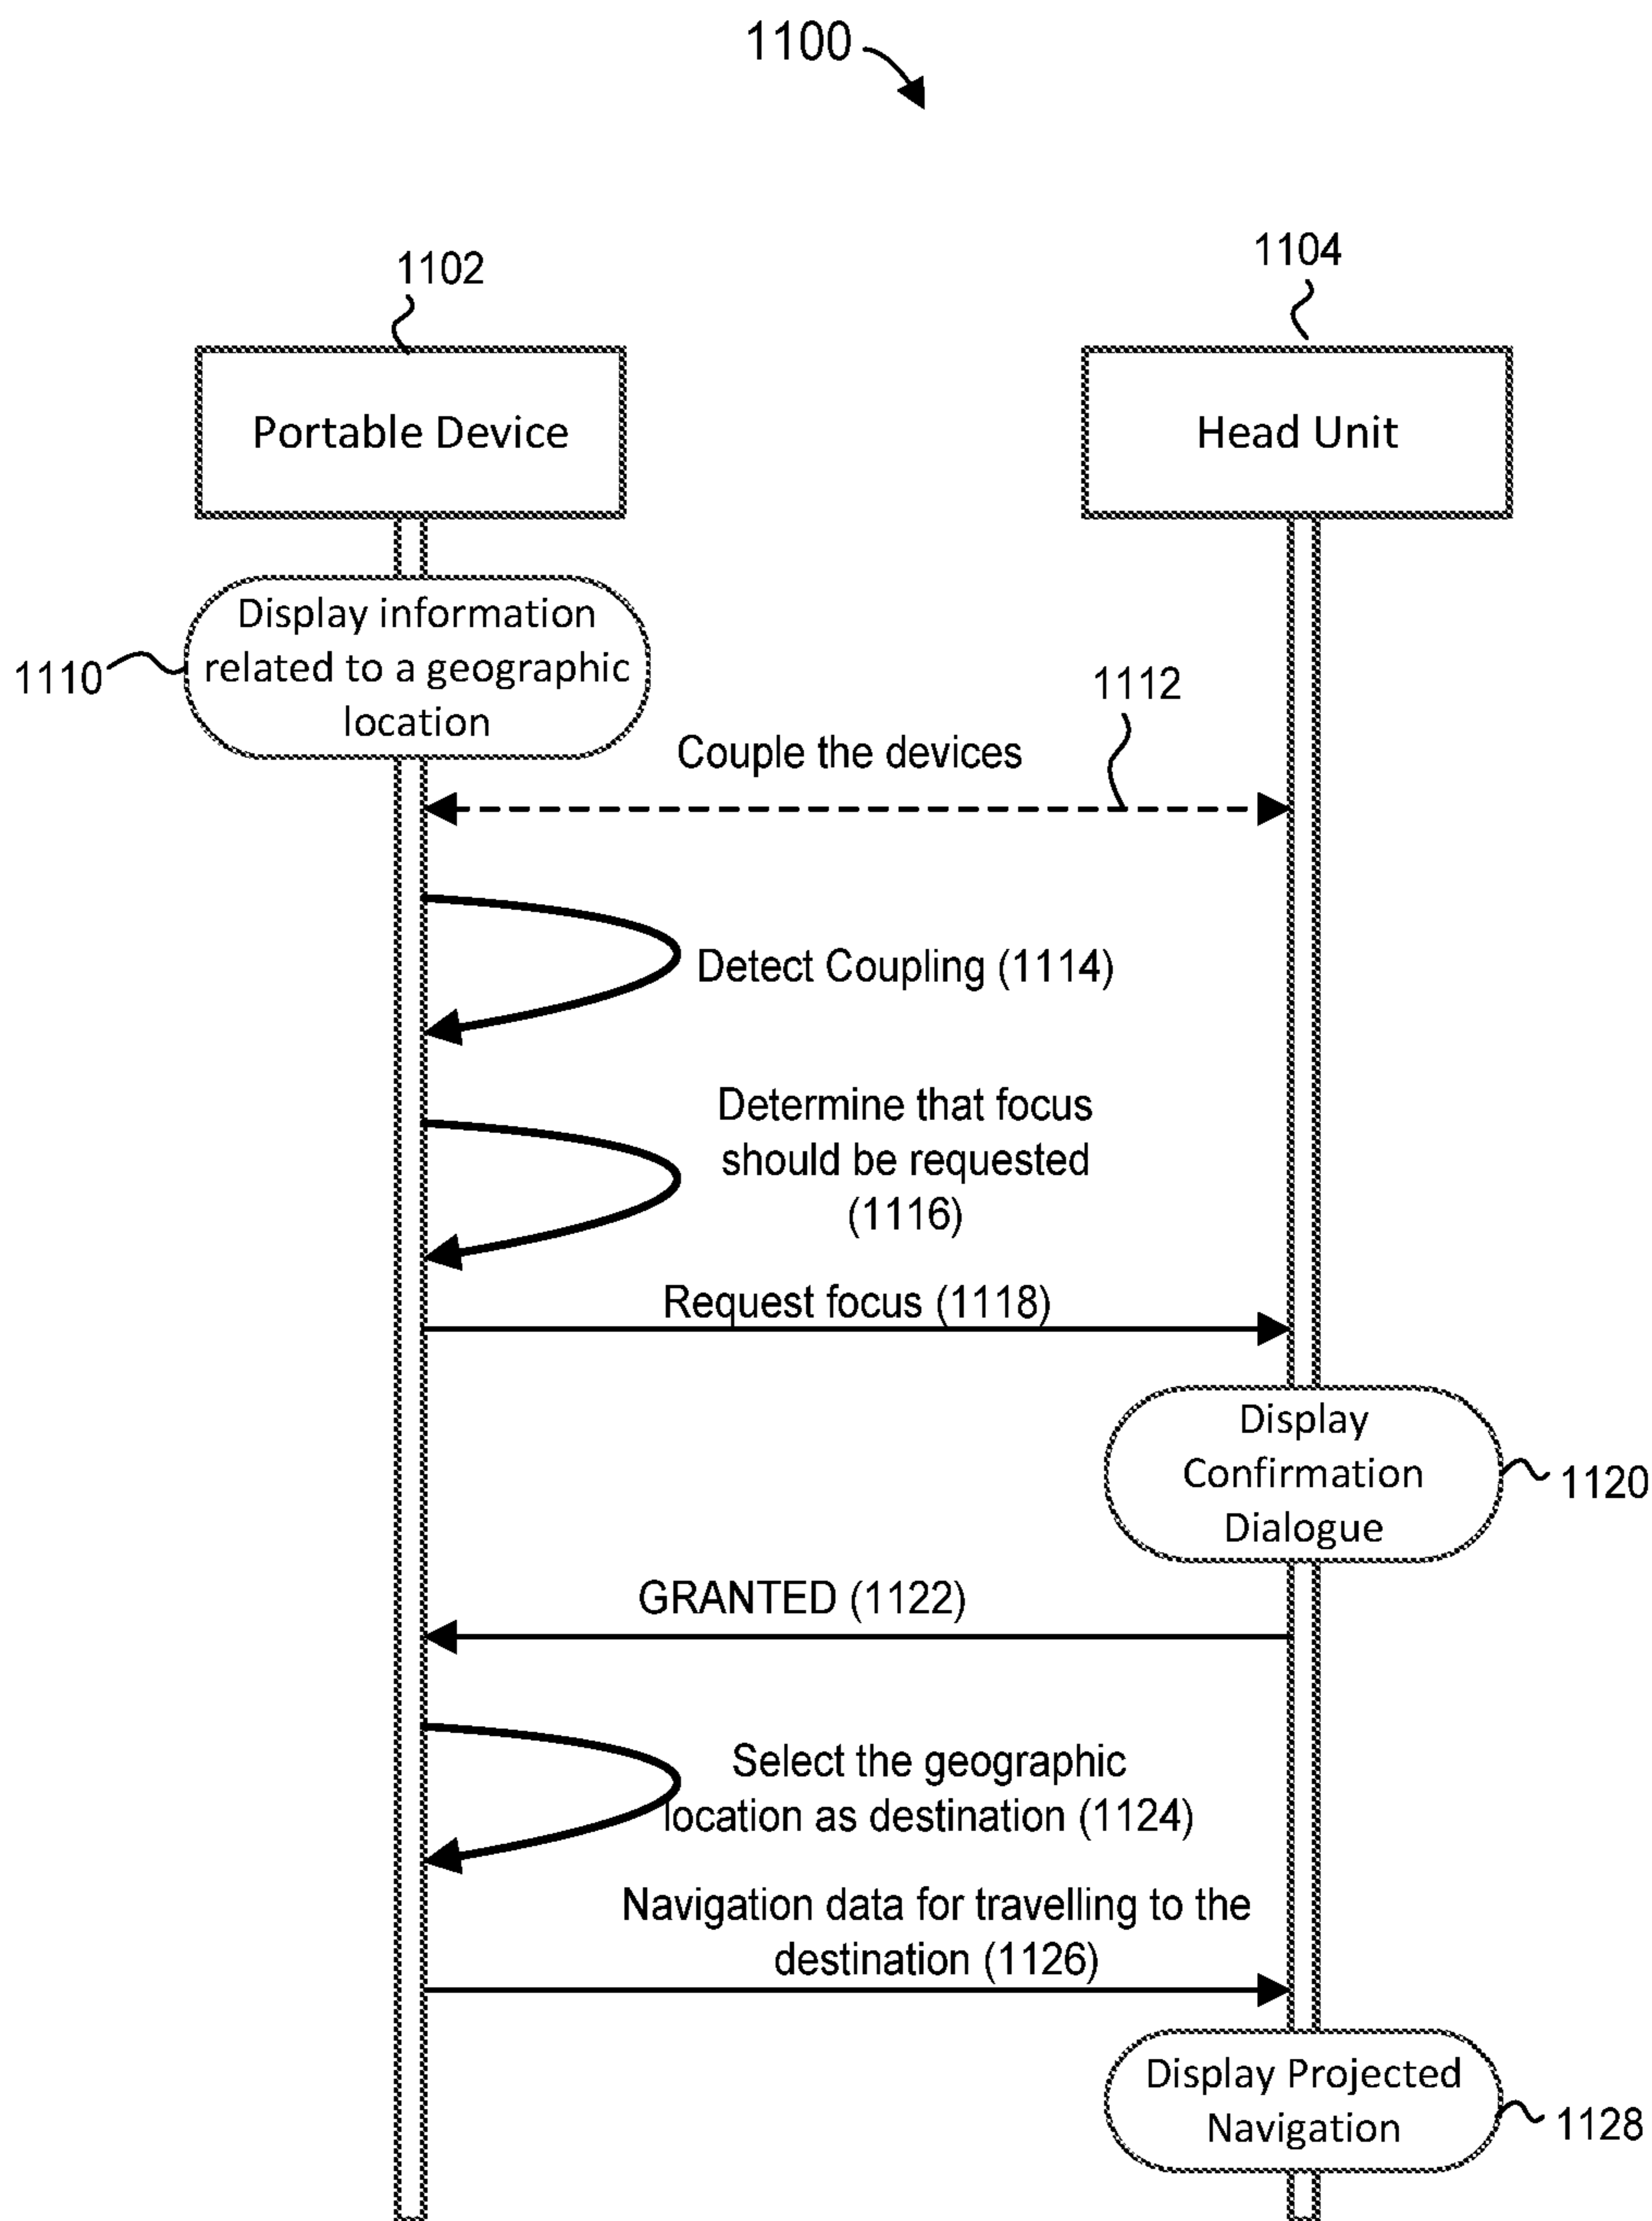 1100
1102
1104
Portable Device
Head Unit
Display information
related to a geographic
location
1110
1112
Couple the devices
Detect Coupling (1114)
Determine that focus
should be requested
(1116)
Request focus (1118)
Display
Confirmation
Dialogue
1120
GRANTED (1122)
Select the geographic
location as destination (1124)
Navigation data for travelling to the
destination (1126)
Display Projected
Navigation
1128